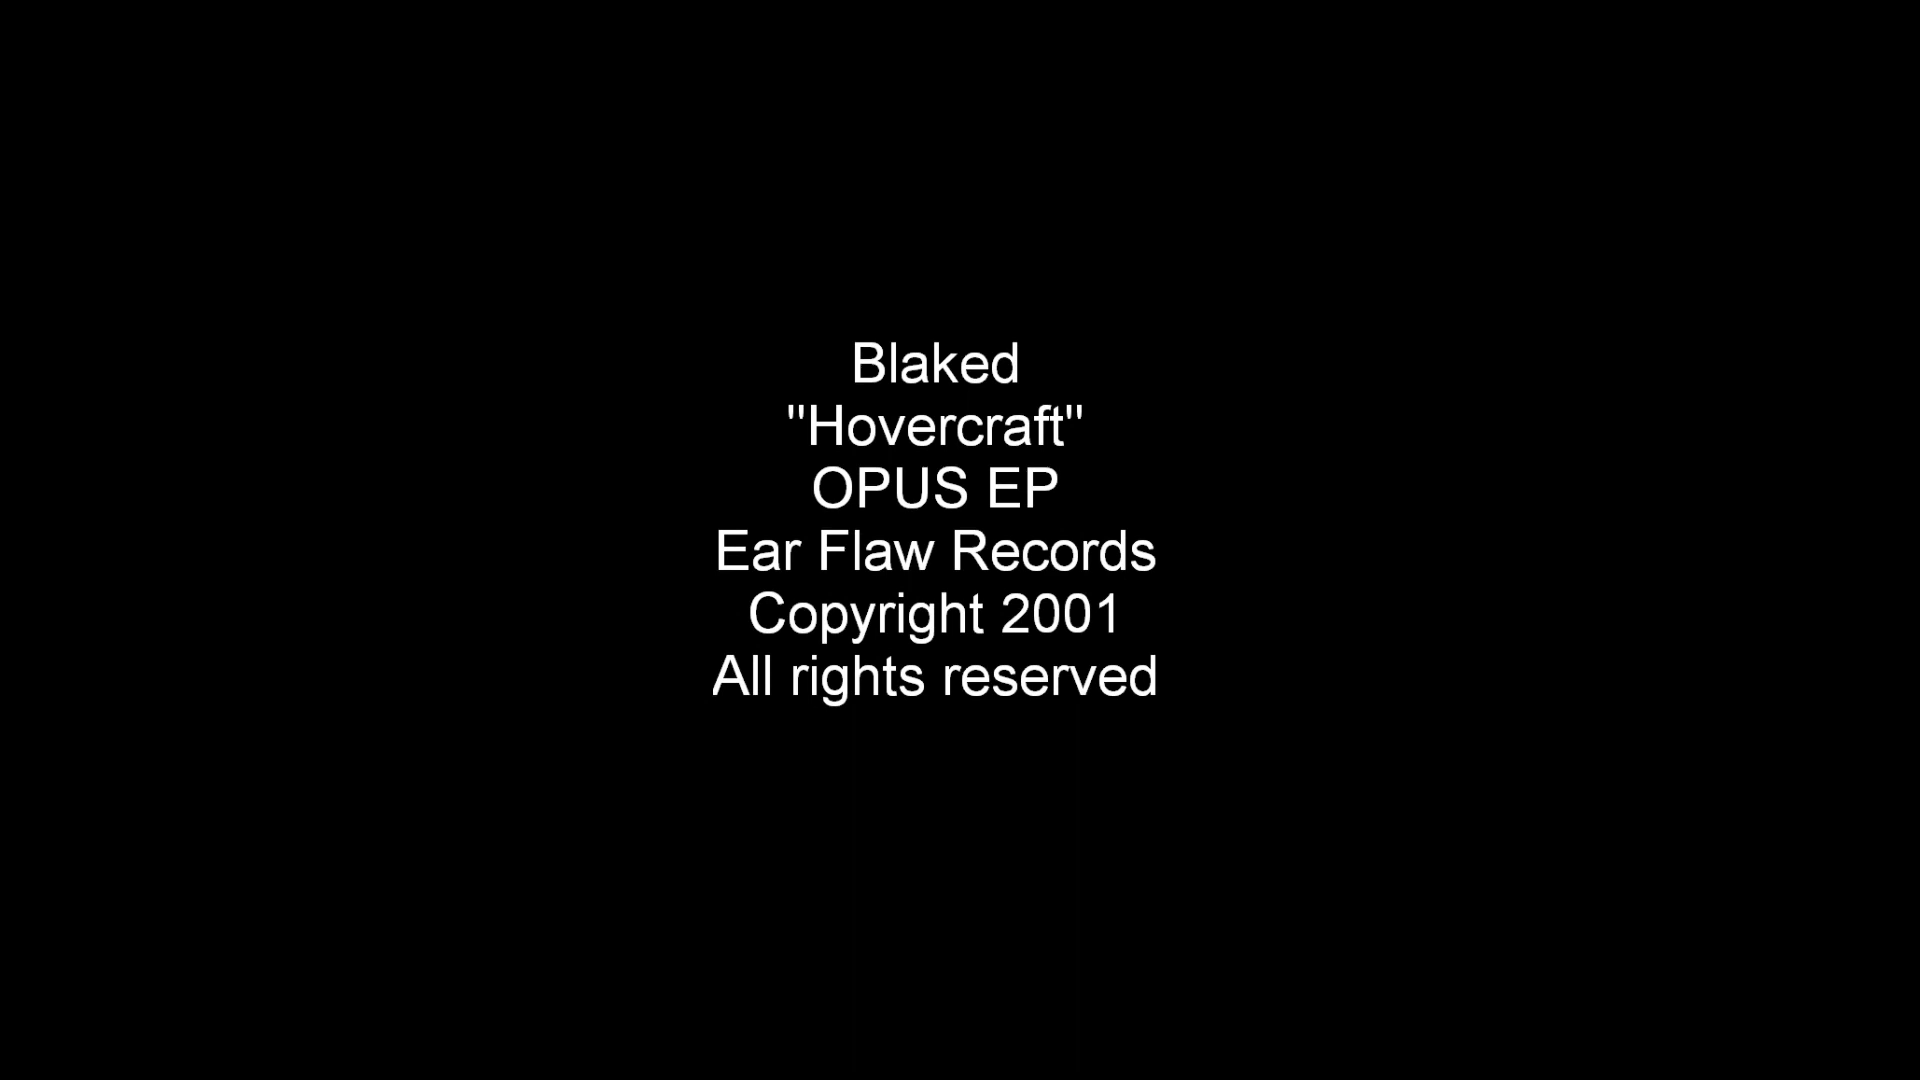 Blaked
"Hovercraft"
OPUS EP
Ear Flaw Records
Copyright 2001
All rights reserved